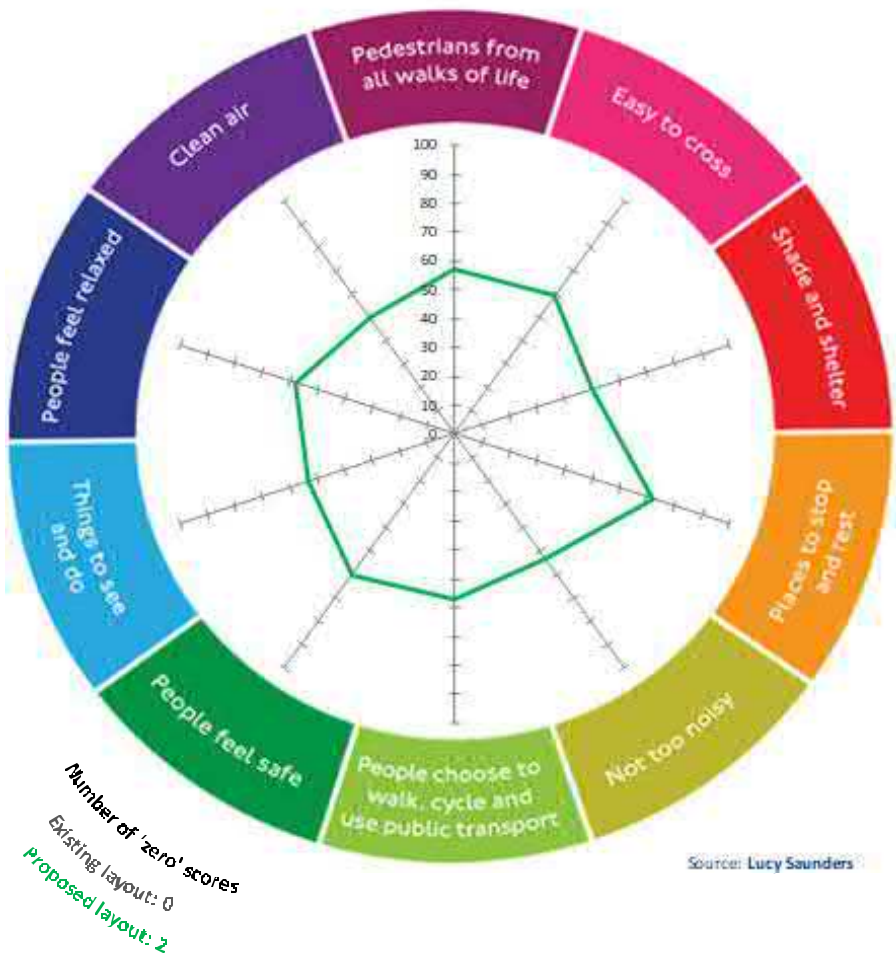 Pedestrians from
all walks of life
Easy to cross
Shade and shelter
Places to stop
and rest
Not too noisy
People choose to
walk, cycle and
use public transport
People feel safe
Things to see
and do
People feel relaxed
Clean air
100
90
80
70
60
50
40
30
20
10
0
Number of 'zero' scores
Existing layout: 0
Proposed layout: 2
Source: Lucy Saunders